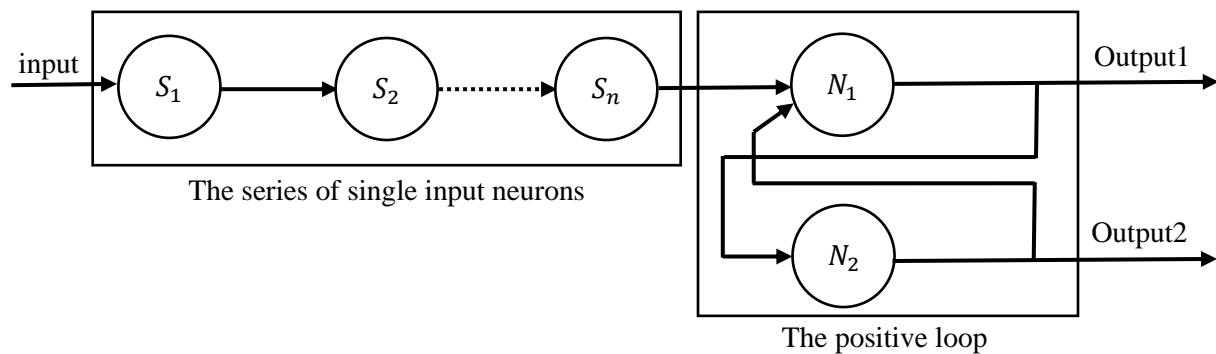 input
S₁
S₂
Sₙ
N₁
Output1
The series of single input neurons
N₂
Output2
The positive loop